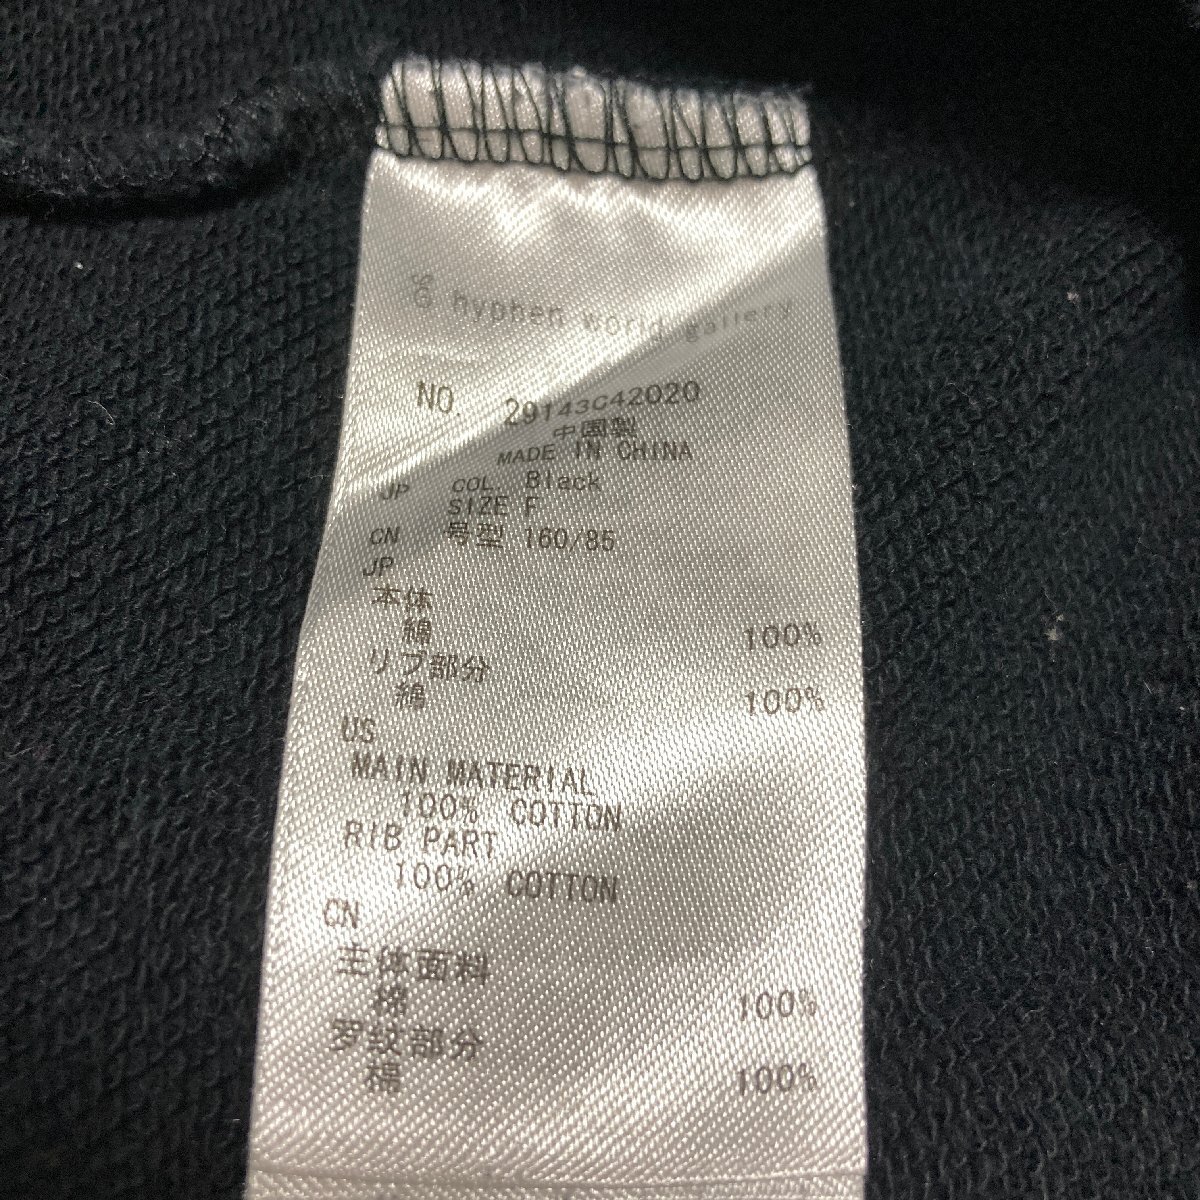 hyphen world gallery
NO. 29143G42020
中国製
MADE IN CHINA
JP COL. Black
SIZE F
CN 号型 160/85
JP
本体
綿 100%
リブ部分
綿 100%
US
MAIN MATERIAL
100% COTTON
RIB PART
100% COTTON
CN
主体面料
棉 100%
罗纹部分
棉 100%